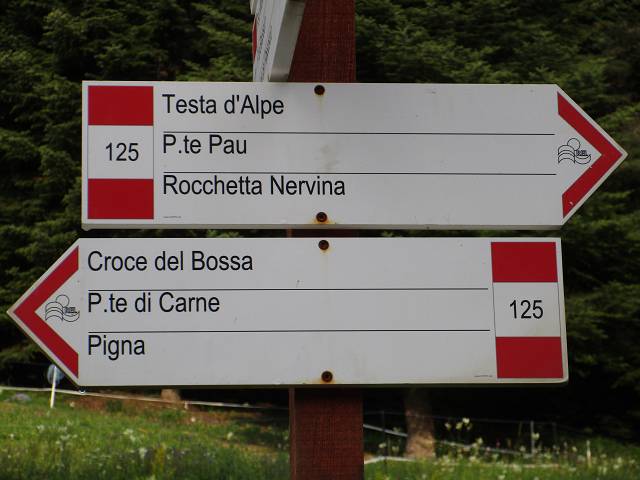 125
Testa d'Alpe
P.te Pau
Rocchetta Nervina
Croce del Bossa
P.te di Carne
Pigna
125